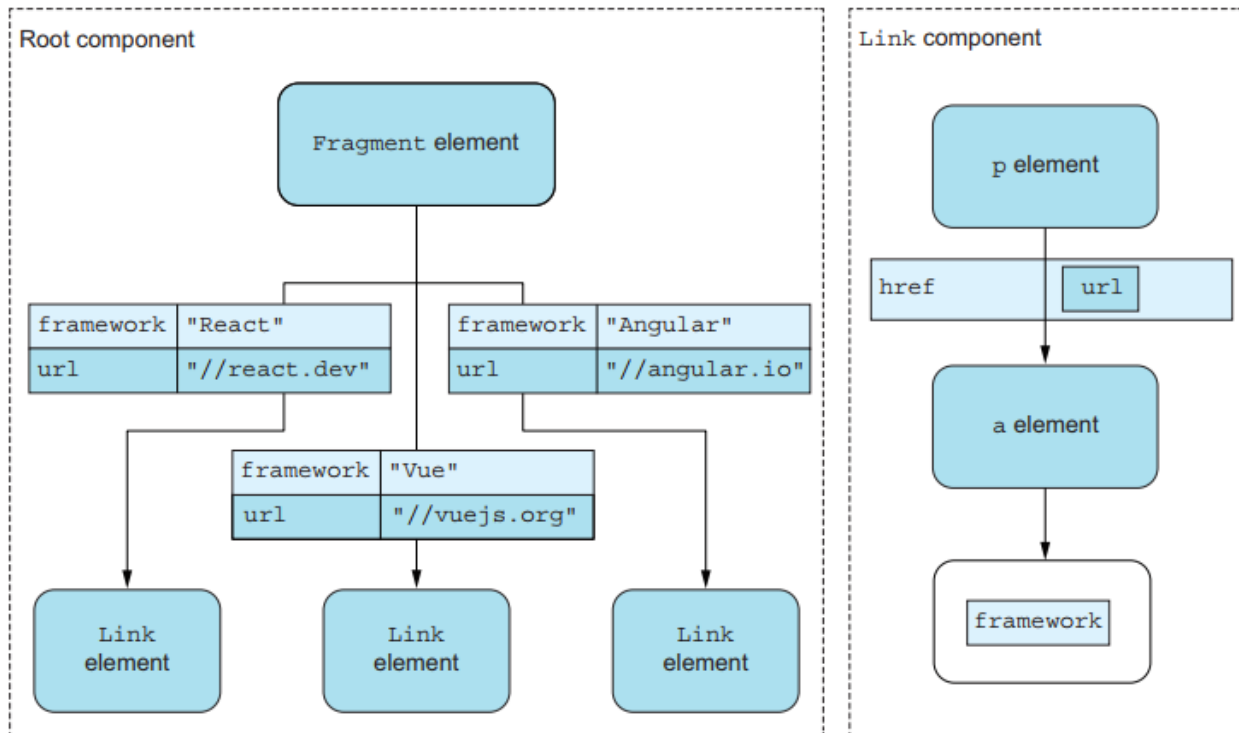 Root component
Fragment element
framework "React"
url "//react.dev"
framework "Angular"
url "//angular.io"
framework "Vue"
url "//vuejs.org"
Link
element
Link
element
Link
element
Link component
p element
href url
a element
framework